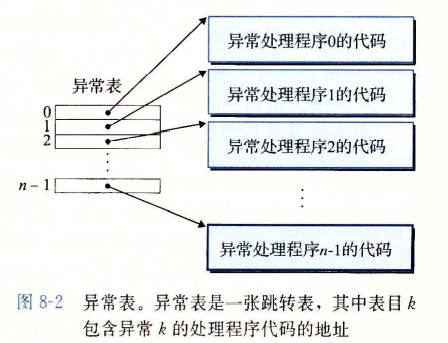 异常表
0
1
2
n-1
异常处理程序0的代码
异常处理程序1的代码
异常处理程序2的代码
异常处理程序n-1的代码
图 8-2 异常表。异常表是一张跳转表，其中表目 k
包含异常 k 的处理程序代码的地址